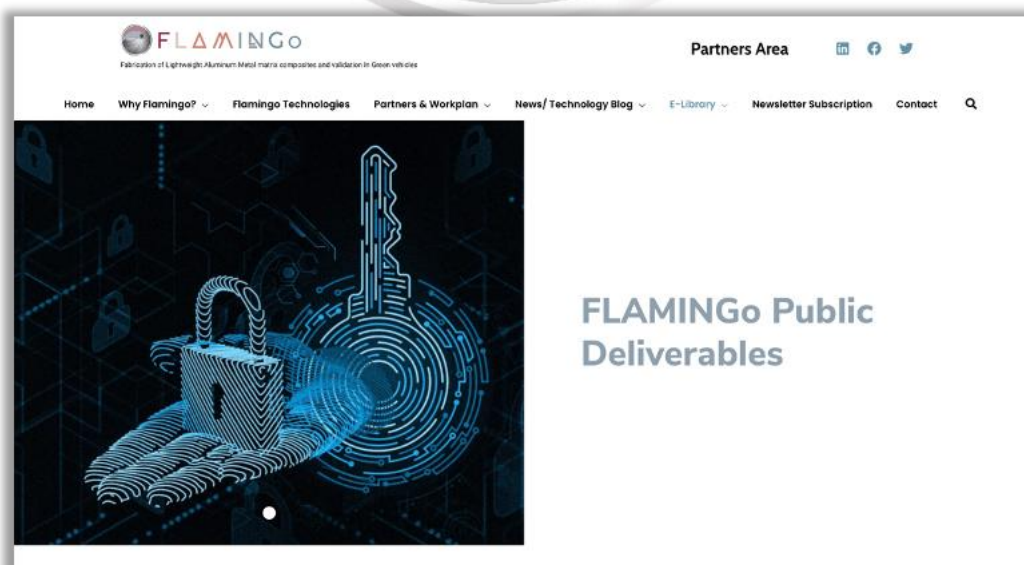 FLAMINGo
Fabrication of Lightweight Aluminum Metal matrix composites and validation in Green vehicles
Partners Area
Home Why Flamingo? Flamingo Technologies Partners & Workplan News/ Technology Blog E-Library Newsletter Subscription Contact
FLAMINGo Public
Deliverables